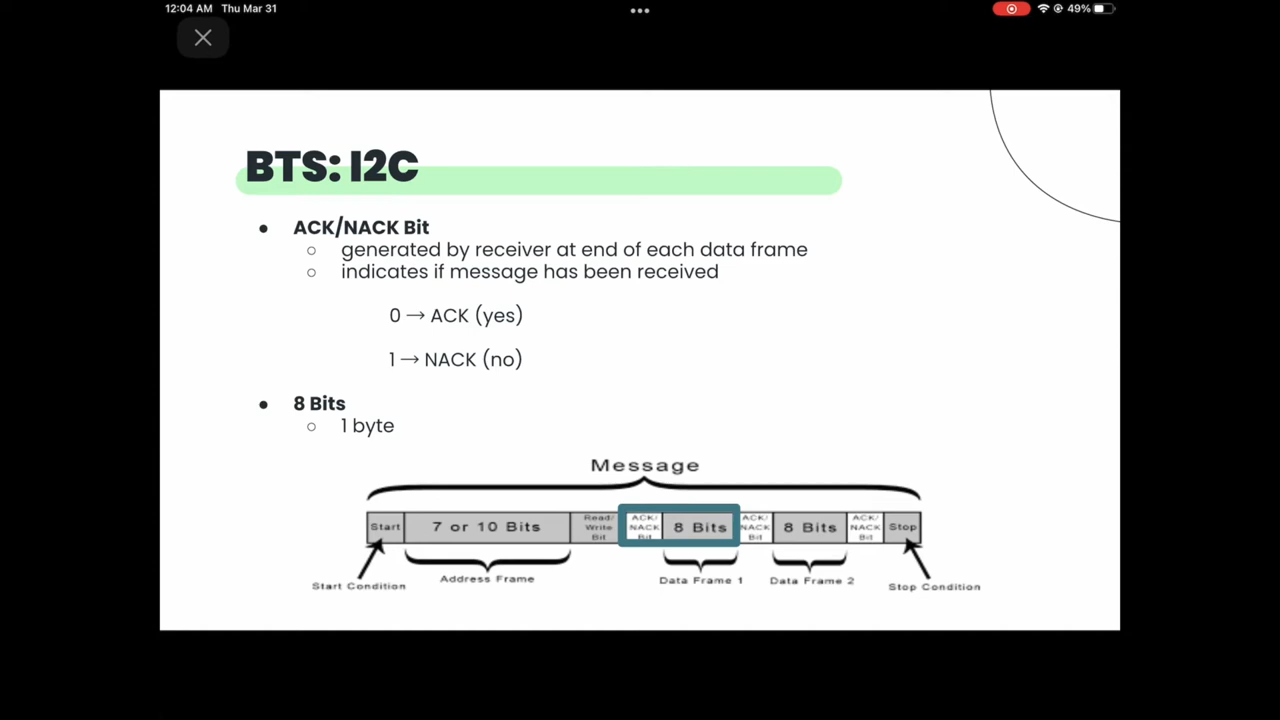 12:04 AM Thu Mar 31
49%
BTS: I2C
ACK/NACK Bit
generated by receiver at end of each data frame
indicates if message has been received
0 → ACK (yes)
1 → NACK (no)
8 Bits
1 byte
Message
Start
7 or 10 Bits
Read/
Write
Bit
ACK/
NACK
Bit
8 Bits
ACK/
NACK
Bit
8 Bits
ACK/
NACK
Bit
Stop
Start Condition
Address Frame
Data Frame 1
Data Frame 2
Stop Condition